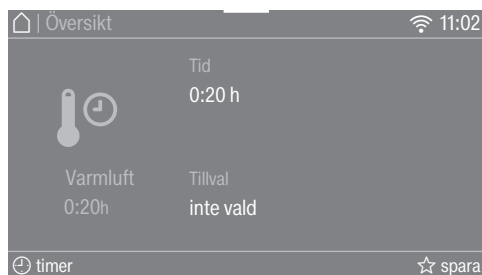 | Översikt
11:02
Tid
0:20 h
Varmluft
0:20h
Tillval
inte vald
timer
spara